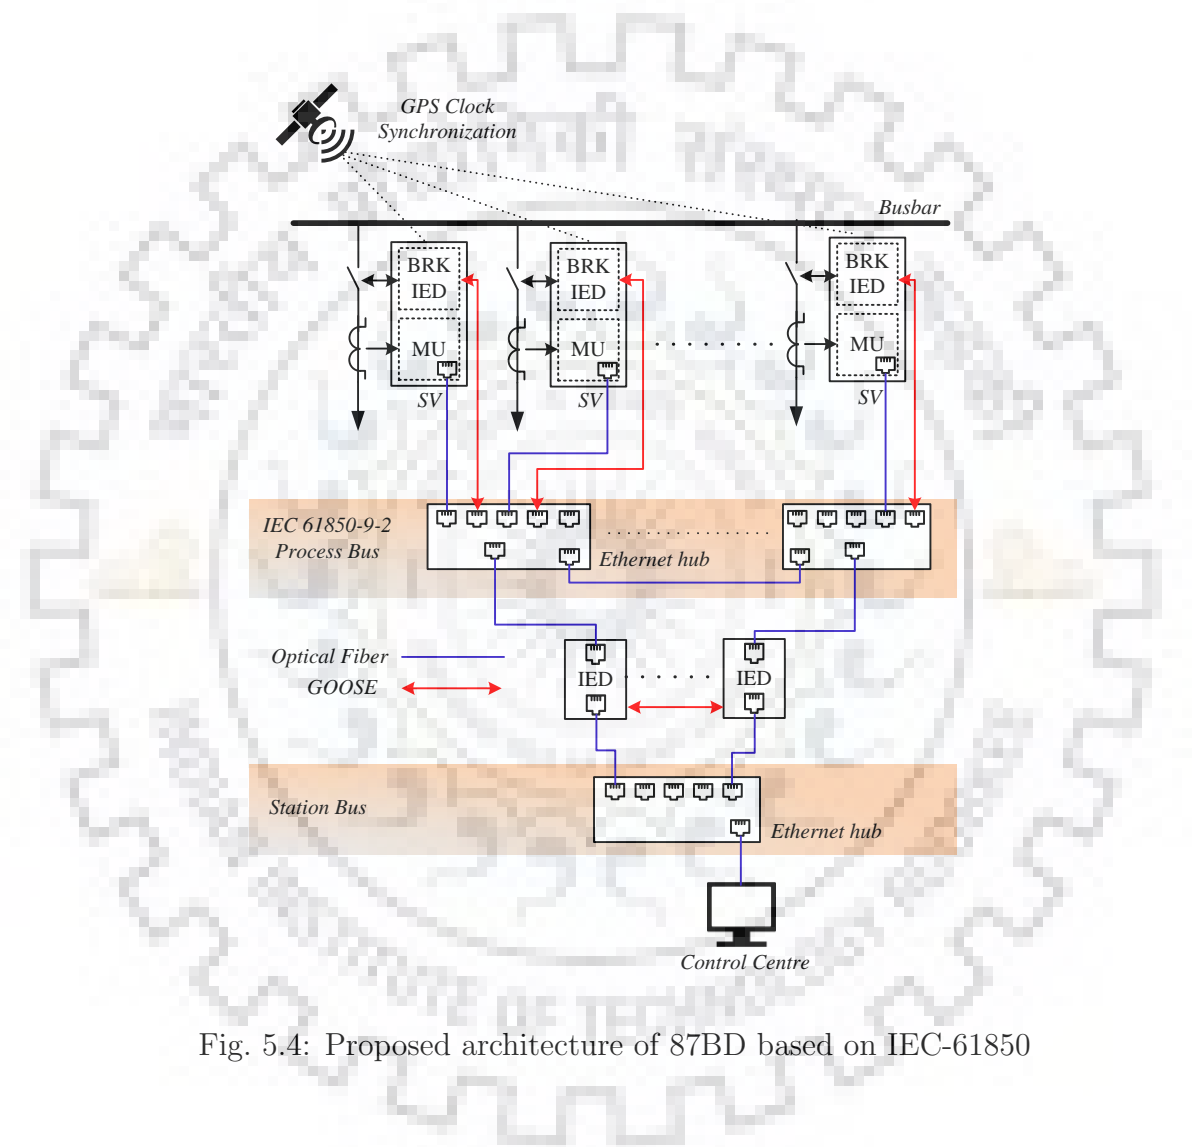 GPS Clock
Synchronization
Busbar
BRK
IED
MU
SV
BRK
IED
MU
SV
BRK
IED
MU
SV
IEC 61850-9-2
Process Bus
Ethernet hub
Optical Fiber
GOOSE
IED
IED
Station Bus
Ethernet hub
Control Centre
Fig. 5.4: Proposed architecture of 87BD based on IEC-61850